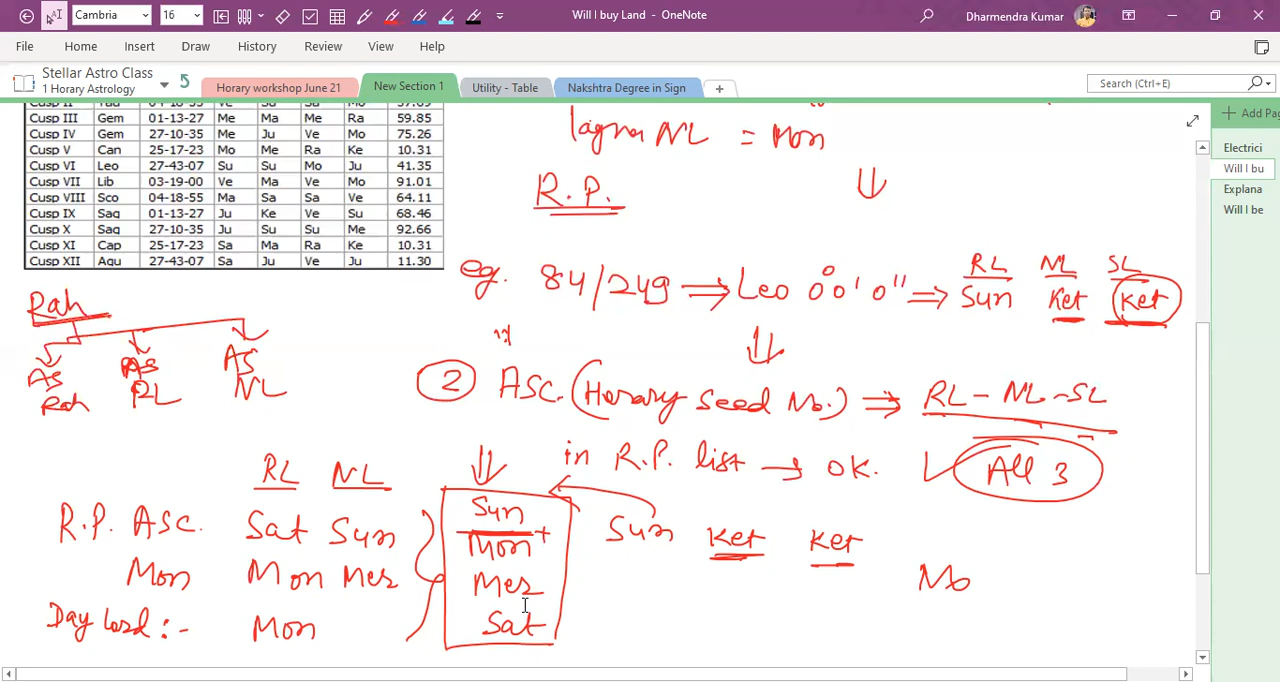 Cambria 16 Will I buy Land - OneNote Dharmendra Kumar
File Home Insert Draw History Review View Help
Stellar Astro Class
1 Horary Astrology
Horary workshop June 21 New Section 1 Utility - Table Nakshtra Degree in Sign + Search (Ctrl+E)
Cusp III Gem 01-13-27 Me Ma Me Ra 59.85
Cusp IV Gem 27-10-35 Me Ju Ve Mo 75.26
Cusp V Can 25-17-23 Mo Me Ra Ke 10.31
Cusp VI Leo 27-43-07 Su Su Mo Ju 41.35
Cusp VII Lib 03-19-00 Ve Ma Ve Mo 91.01
Cusp VIII Sco 04-18-55 Ma Sa Sa Ve 64.11
Cusp IX Sag 01-13-27 Ju Ke Ve Su 68.46
Cusp X Sag 27-10-35 Ju Su Su Me 92.66
Cusp XI Cap 25-17-23 Sa Ma Ra Ke 10.31
Cusp XII Aqu 27-43-07 Sa Ju Ve Ju 11.30
Add Pag
Electrici
Will I bu
Explana
Will I be
lagna NL = Mon
R.P.
RL NL SL
eg. 84/249 ⇒ Leo 0°0'0" ⇒ Sun Ket Ket
Rah
As As As
Rah RL NL
2 Asc. (Horary Seed No.) ⇒ RL - NL - SL
in R.P. list → OK. ✓ All 3
RL NL
R.P. Asc. Sat Sun
Mon Mon Mer
Day Lord :- Mon
Sun
Mon +
Mer
Sat
Sun Ket Ket
Mo